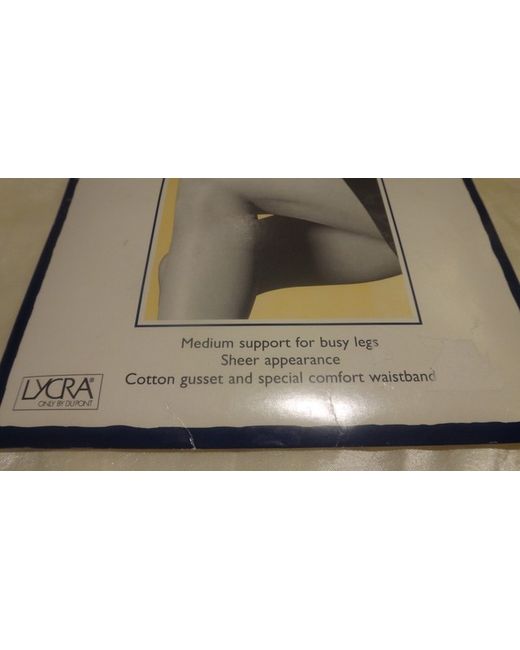 Medium support for busy legs
Sheer appearance
Cotton gusset and special comfort waistband
LYCRA®
ONLY BY DUPONT